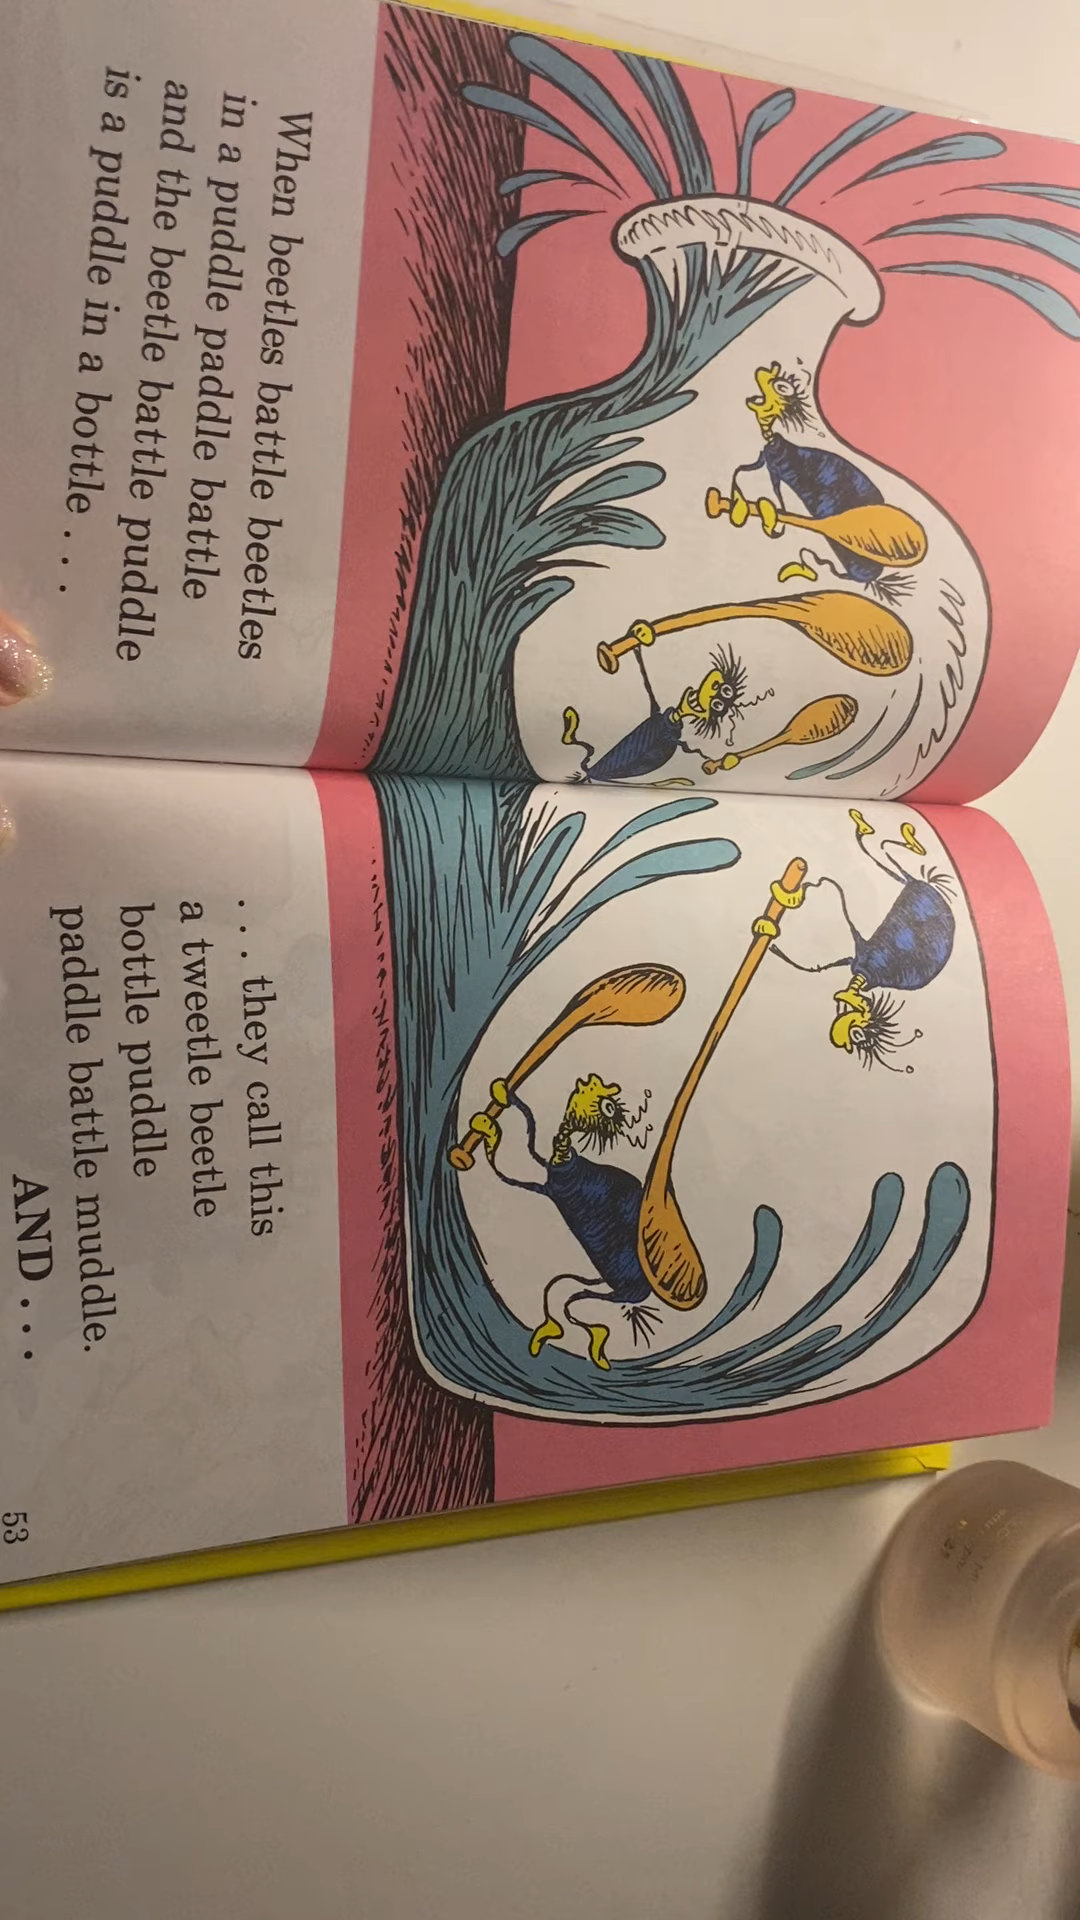 When beetles battle beetles
in a puddle paddle battle
and the beetle battle puddle
is a puddle in a bottle . . .
. . . they call this
a tweetle beetle
bottle puddle
paddle battle muddle.
AND . . .
53